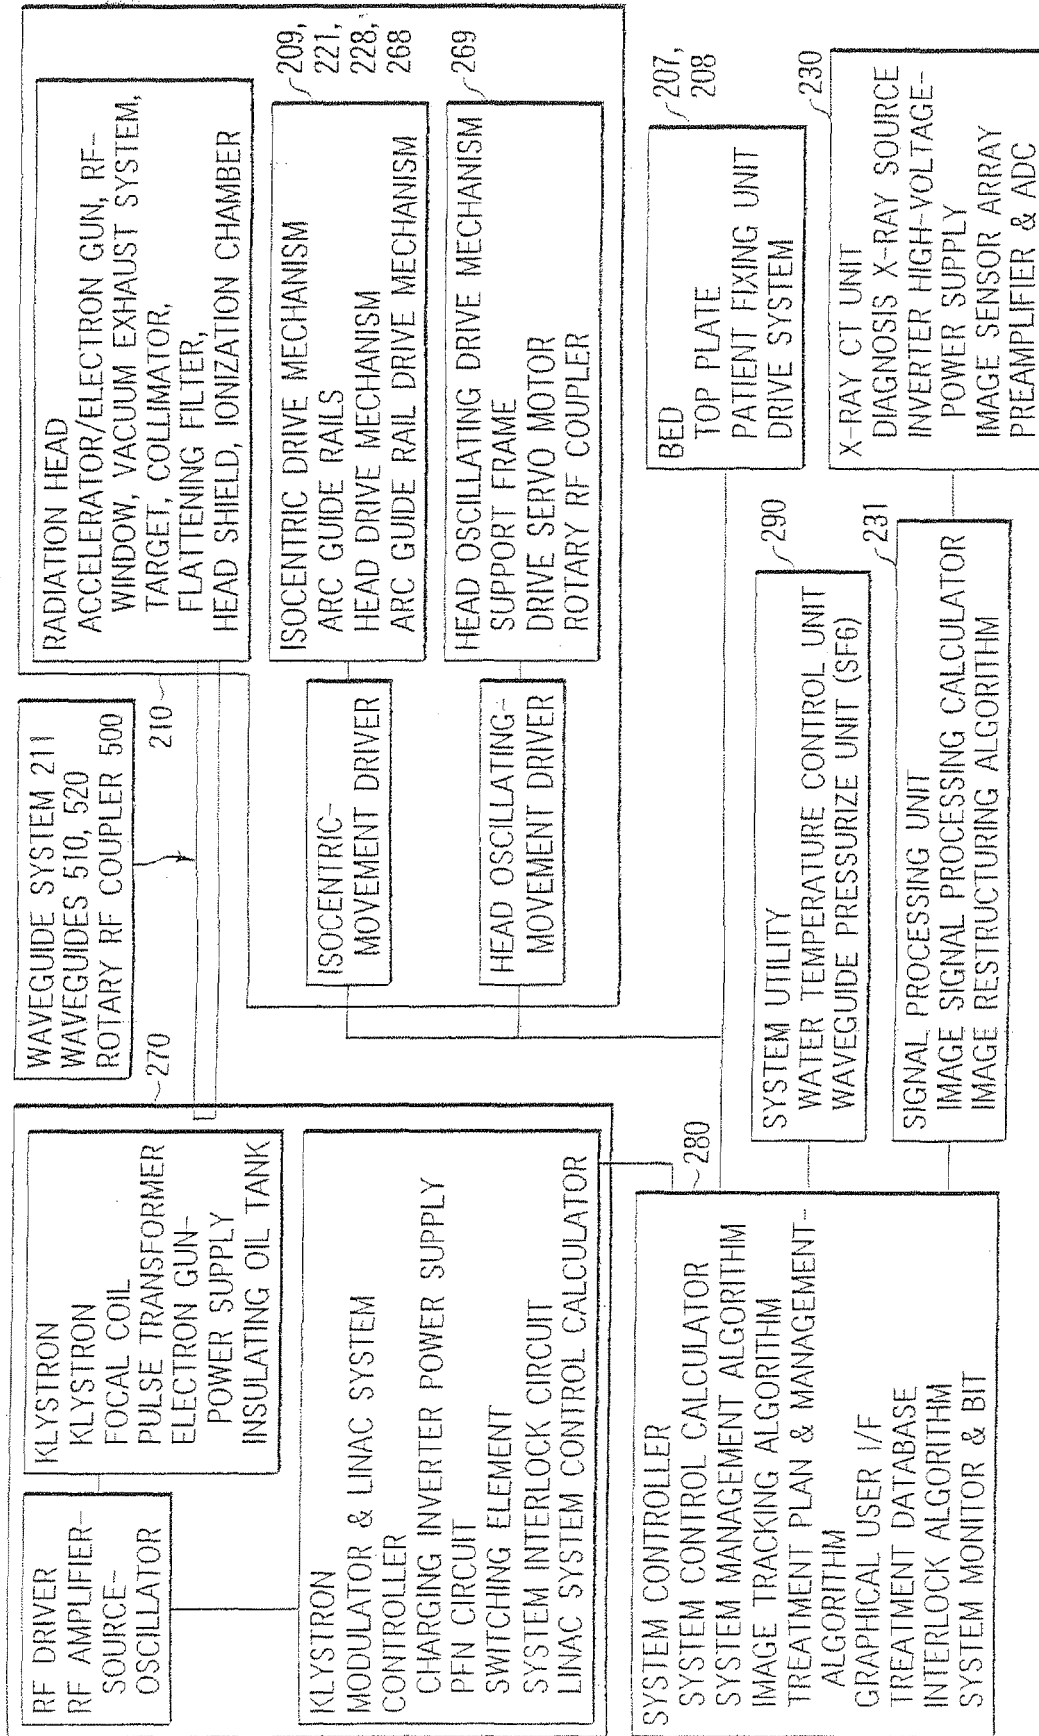 RF DRIVER
RF AMPLIFIER-
SOURCE-
OSCILLATOR
KLYSTRON
KLYSTRON
FOCAL COIL
PULSE TRANSFORMER
ELECTRON GUN-
POWER SUPPLY
INSULATING OIL TANK
KLYSTRON
MODULATOR & LINAC SYSTEM
CONTROLLER
CHARGING INVERTER POWER SUPPLY
PFN CIRCUIT
SWITCHING ELEMENT
SYSTEM INTERLOCK CIRCUIT
LINAC SYSTEM CONTROL CALCULATOR
270
WAVEGUIDE SYSTEM 211
WAVEGUIDES 510, 520
ROTARY RF COUPLER 500
210
RADIATION HEAD
ACCELERATOR/ELECTRON GUN, RF-
WINDOW, VACUUM EXHAUST SYSTEM,
TARGET, COLLIMATOR,
FLATTENING FILTER,
HEAD SHIELD, IONIZATION CHAMBER
ISOCENTRIC-
MOVEMENT DRIVER
ISOCENTRIC DRIVE MECHANISM
ARC GUIDE RAILS
HEAD DRIVE MECHANISM
ARC GUIDE RAIL DRIVE MECHANISM
209,
221,
228,
268
HEAD OSCILLATING-
MOVEMENT DRIVER
HEAD OSCILLATING DRIVE MECHANISM
SUPPORT FRAME
DRIVE SERVO MOTOR
ROTARY RF COUPLER
269
SYSTEM CONTROLLER
SYSTEM CONTROL CALCULATOR
SYSTEM MANAGEMENT ALGORITHM
IMAGE TRACKING ALGORITHM
TREATMENT PLAN & MANAGEMENT-
ALGORITHM
GRAPHICAL USER I/F
TREATMENT DATABASE
INTERLOCK ALGORITHM
SYSTEM MONITOR & BIT
280
BED
TOP PLATE
PATIENT FIXING UNIT
DRIVE SYSTEM
207,
208
SYSTEM UTILITY
WATER TEMPERATURE CONTROL UNIT
WAVEGUIDE PRESSURIZE UNIT (SF6)
290
SIGNAL PROCESSING UNIT
IMAGE SIGNAL PROCESSING CALCULATOR
IMAGE RESTRUCTURING ALGORITHM
231
X-RAY CT UNIT
DIAGNOSIS X-RAY SOURCE
INVERTER HIGH-VOLTAGE-
POWER SUPPLY
IMAGE SENSOR ARRAY
PREAMPLIFIER & ADC
230